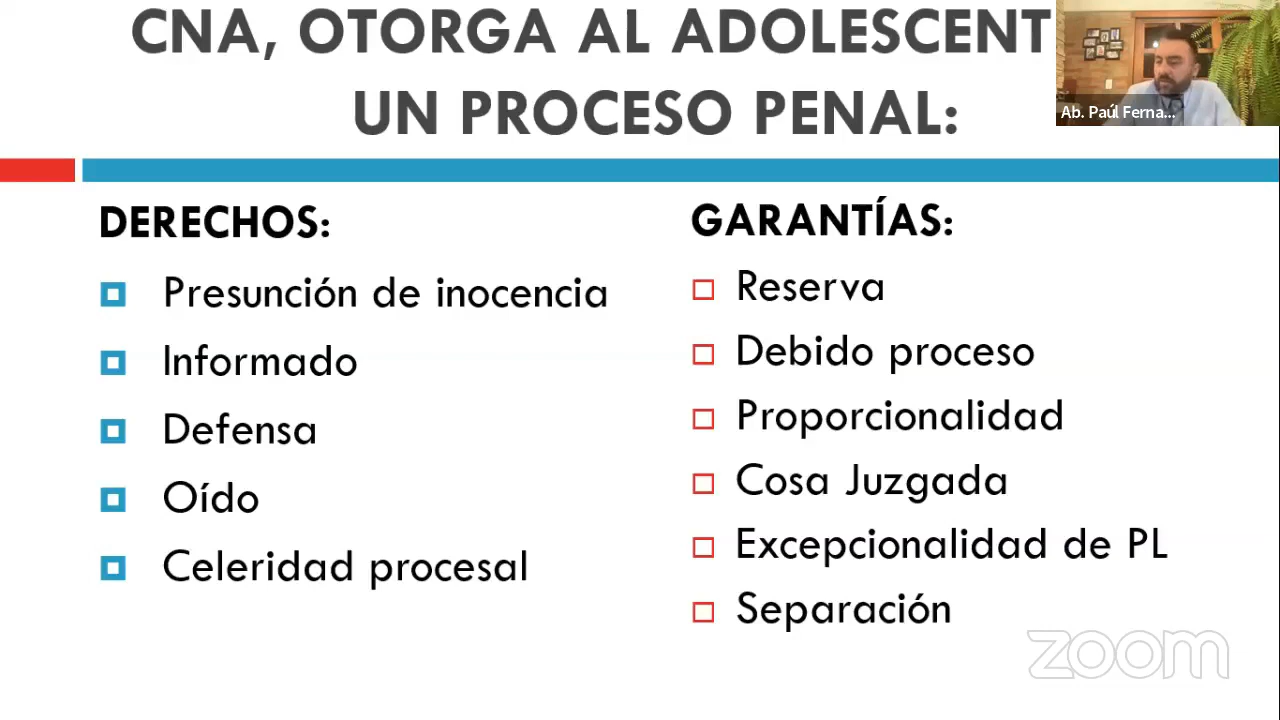 CNA, OTORGA AL ADOLESCENT
UN PROCESO PENAL:
Ab. Paúl Ferna...
DERECHOS:
Presunción de inocencia
Informado
Defensa
Oído
Celeridad procesal
GARANTÍAS:
Reserva
Debido proceso
Proporcionalidad
Cosa Juzgada
Excepcionalidad de PL
Separación
zoom